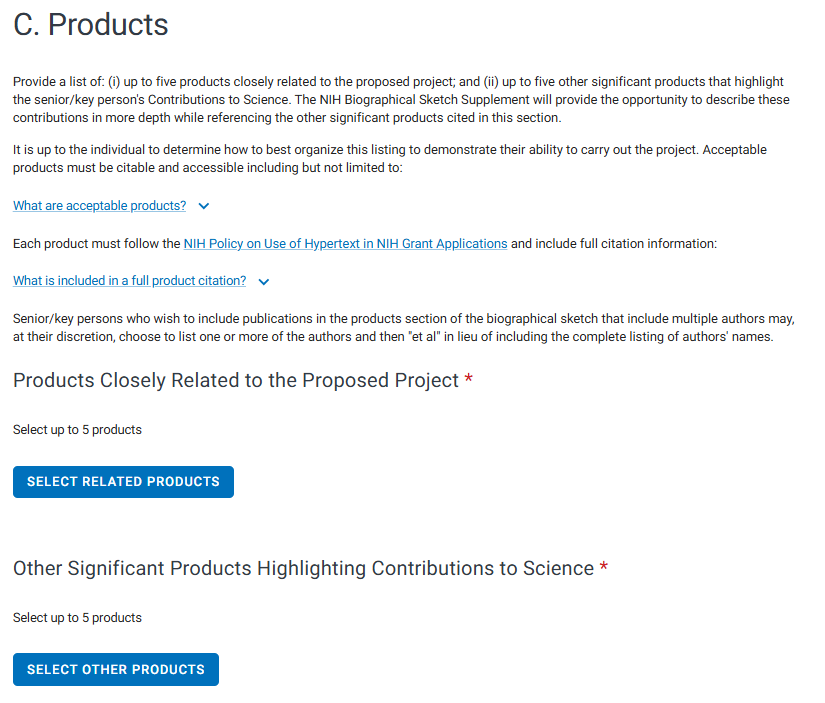 C. Products
Provide a list of: (i) up to five products closely related to the proposed project; and (ii) up to five other significant products that highlight
the senior/key person's Contributions to Science. The NIH Biographical Sketch Supplement will provide the opportunity to describe these
contributions in more depth while referencing the other significant products cited in this section.
It is up to the individual to determine how to best organize this listing to demonstrate their ability to carry out the project. Acceptable
products must be citable and accessible including but not limited to:
What are acceptable products?
Each product must follow the NIH Policy on Use of Hypertext in NIH Grant Applications and include full citation information:
What is included in a full product citation?
Senior/key persons who wish to include publications in the products section of the biographical sketch that include multiple authors may,
at their discretion, choose to list one or more of the authors and then "et al" in lieu of including the complete listing of authors' names.
Products Closely Related to the Proposed Project *
Select up to 5 products
SELECT RELATED PRODUCTS
Other Significant Products Highlighting Contributions to Science *
Select up to 5 products
SELECT OTHER PRODUCTS